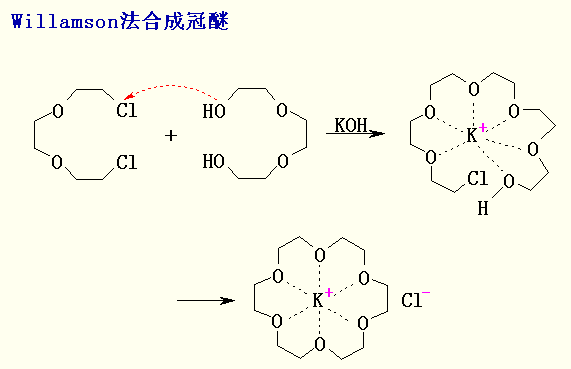 Willamson法合成冠醚
O Cl HO O
+ KOH
O Cl HO O
O O O O K+ O Cl O H
O O O K+ O O O Cl−